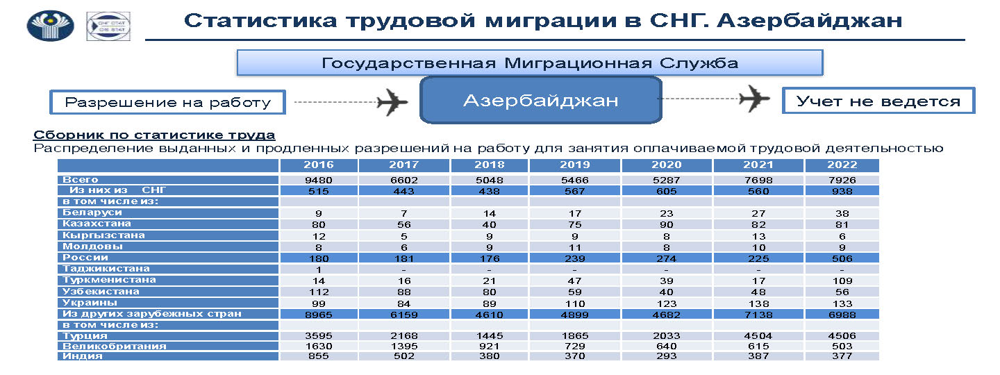 СНГ СТАТ
CIS STAT
Статистика трудовой миграции в СНГ. Азербайджан
Государственная Миграционная Служба
Разрешение на работу
Азербайджан
Учет не ведется
Сборник по статистике труда
Распределение выданных и продленных разрешений на работу для занятия оплачиваемой трудовой деятельностью
2016 2017 2018 2019 2020 2021 2022
Всего 9480 6602 5048 5466 5287 7698 7926
Из них из СНГ 515 443 438 567 605 560 938
в том числе из:
Беларуси 9 7 14 17 23 27 38
Казахстана 80 56 40 75 90 82 81
Кыргызстана 12 5 9 9 8 13 6
Молдовы 8 6 9 11 8 10 9
России 180 181 176 239 274 225 506
Таджикистана 1 - - - - - -
Туркменистана 14 16 21 47 39 17 109
Узбекистана 112 88 80 59 40 48 56
Украины 99 84 89 110 123 138 133
Из других зарубежных стран 8965 6159 4610 4899 4682 7138 6988
в том числе из:
Турция 3595 2168 1445 1865 2033 4504 4506
Великобритания 1630 1395 921 729 640 615 503
Индия 855 502 380 370 293 387 377